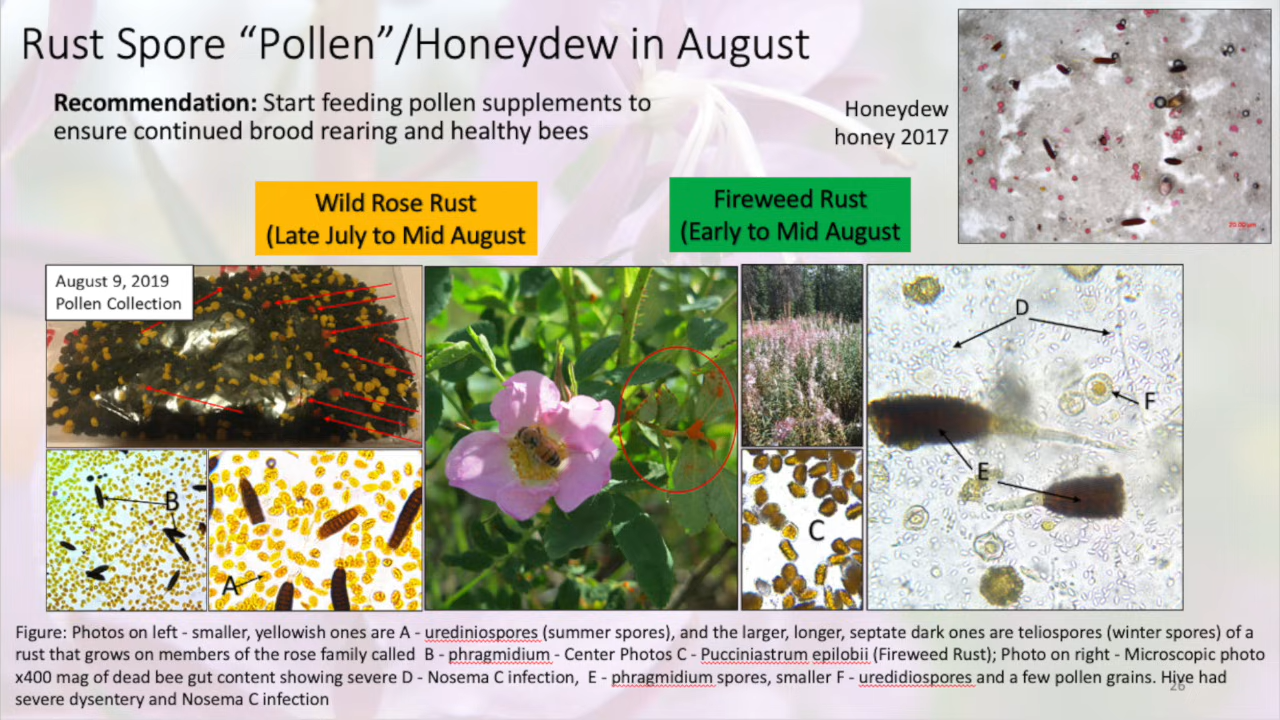 Rust Spore “Pollen”/Honeydew in August
Recommendation: Start feeding pollen supplements to
ensure continued brood rearing and healthy bees
Honeydew
honey 2017
20.00µm
Wild Rose Rust
(Late July to Mid August
Fireweed Rust
(Early to Mid August
August 9, 2019
Pollen Collection
B
A
C
D
E
F
Figure: Photos on left - smaller, yellowish ones are A - urediniospores (summer spores), and the larger, longer, septate dark ones are teliospores (winter spores) of a
rust that grows on members of the rose family called B - phragmidium - Center Photos C - Pucciniastrum epilobii (Fireweed Rust); Photo on right - Microscopic photo
x400 mag of dead bee gut content showing severe D - Nosema C infection, E - phragmidium spores, smaller F - uredidiospores and a few pollen grains. Hive had
severe dysentery and Nosema C infection
26